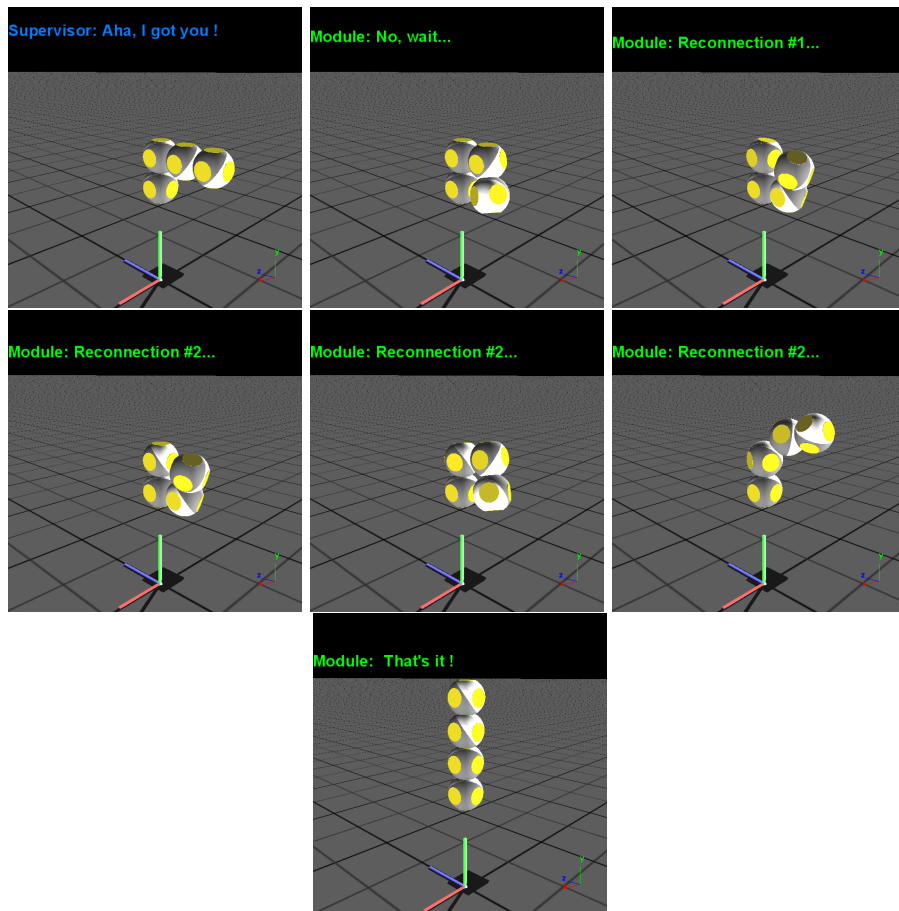 Supervisor: Aha, I got you !
Module: No, wait...
Module: Reconnection #1...
y
z
y
z
y
z
Module: Reconnection #2...
Module: Reconnection #2...
Module: Reconnection #2...
y
z
y
z
y
z
Module: That's it !
y
z